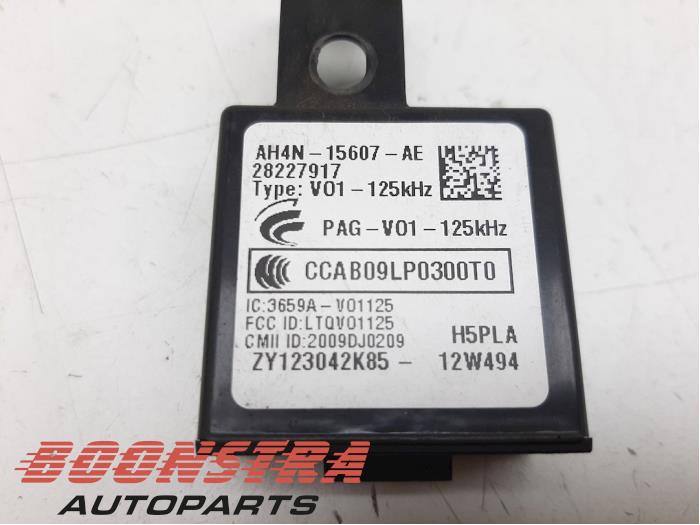 AH4N-15607-AE
28227917
Type: V01-125kHz
PAG-V01-125kHz
CCAB09LP0300T0
IC:3659A-V01125
FCC ID:LTQV01125
CMII ID:2009DJ0209
H5PLA
ZY123042K85- 12W494
BOONSTRA
AUTOPARTS